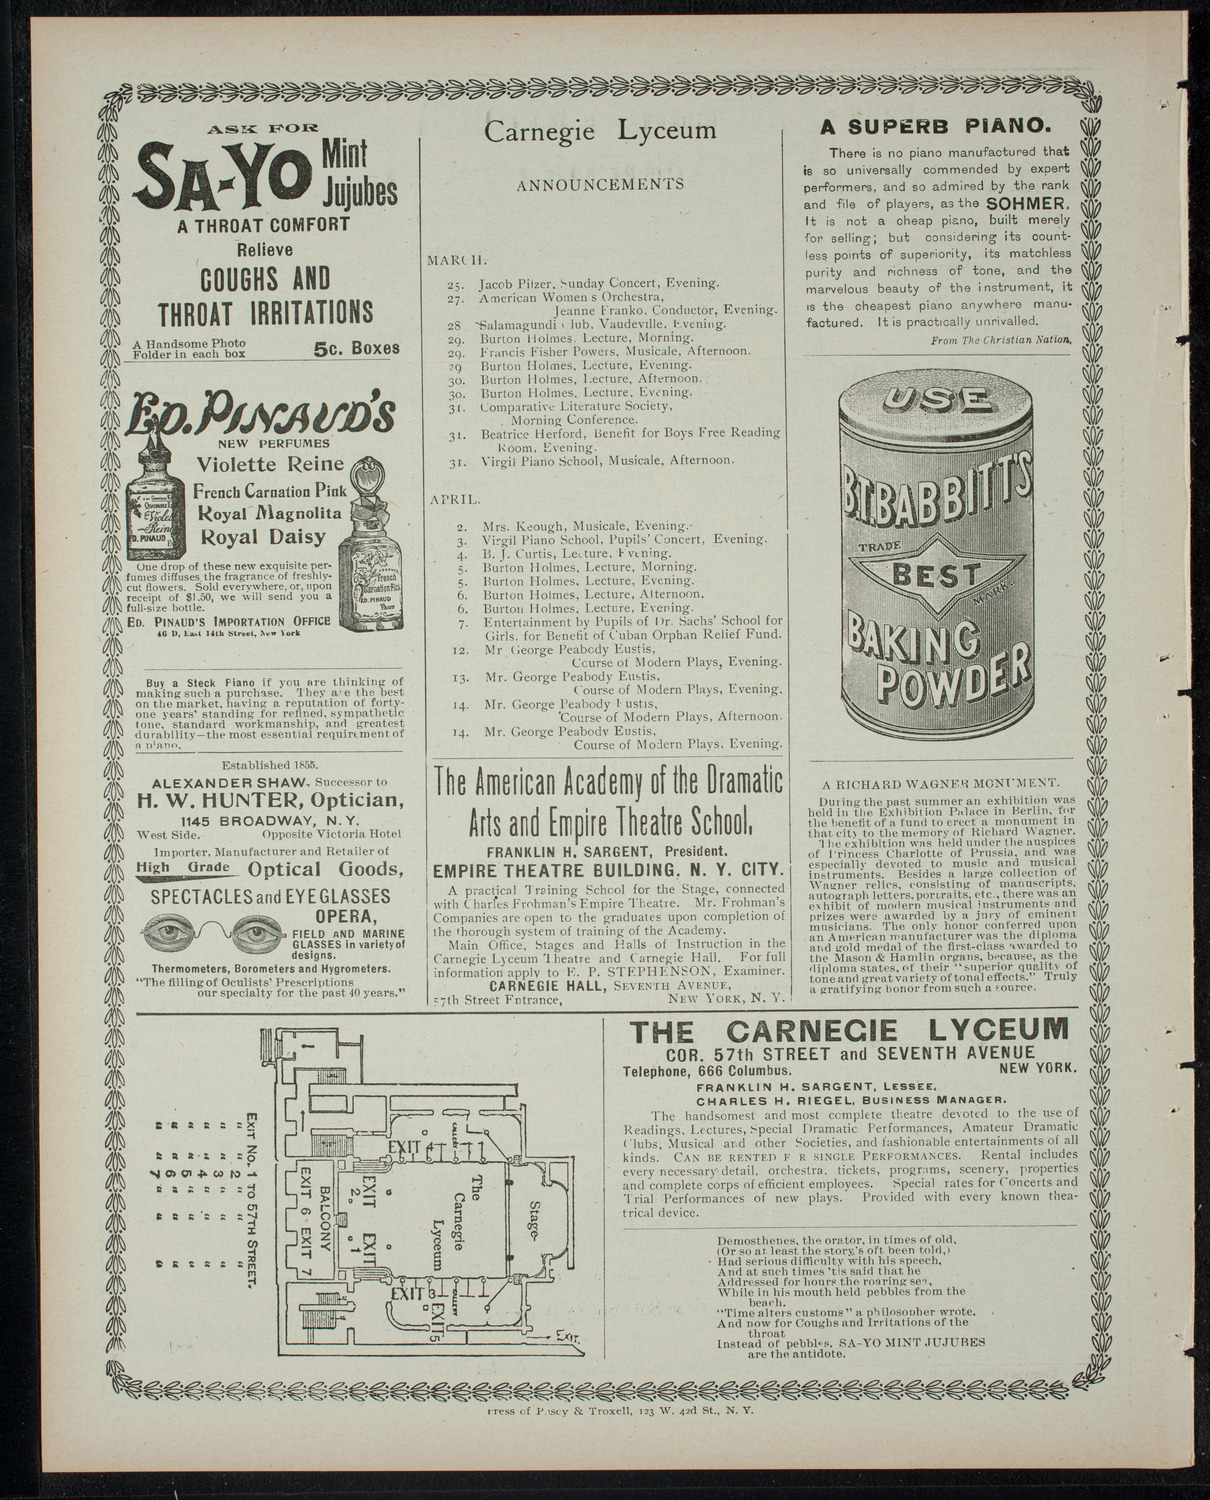 ASK FOR
SA-YO Mint Jujubes
A THROAT COMFORT
Relieve
COUGHS AND
THROAT IRRITATIONS
A Handsome Photo
Folder in each box
5c. Boxes
ED. PINAUD'S
NEW PERFUMES
Violette Reine
French Carnation Pink
Royal Magnolita
Royal Daisy
One drop of these new exquisite per-
fumes diffuses the fragrance of freshly-
cut flowers. Sold everywhere, or, upon
receipt of $1.50, we will send you a
full-size bottle.
ED. PINAUD'S IMPORTATION OFFICE
46 D, East 14th Street, New York
Buy a Steck Piano if you are thinking of
making such a purchase. They are the best
on the market, having a reputation of forty-
one years' standing for refined, sympathetic
tone, standard workmanship, and greatest
durability—the most essential requirement of
a piano.
Established 1855.
ALEXANDER SHAW, Successor to
H. W. HUNTER, Optician,
1145 BROADWAY, N. Y.
West Side. Opposite Victoria Hotel
Importer, Manufacturer and Retailer of
High Grade Optical Goods,
SPECTACLES and EYEGLASSES
OPERA,
FIELD AND MARINE
GLASSES in variety of
designs.
Thermometers, Borometers and Hygrometers.
"The filling of Oculists' Prescriptions
our specialty for the past 40 years."
Carnegie Lyceum
ANNOUNCEMENTS
MARCH.
25. Jacob Pilzer, Sunday Concert, Evening.
27. American Women s Orchestra,
Jeanne Franko, Conductor, Evening.
28 Salamagundi Club. Vaudeville, Evening.
29. Burton Holmes, Lecture, Morning.
29. Francis Fisher Powers, Musicale, Afternoon.
29 Burton Holmes, Lecture, Evening.
30. Burton Holmes, Lecture, Afternoon.
30. Burton Holmes, Lecture, Evening.
31. Comparative Literature Society,
Morning Conference.
31. Beatrice Herford, Benefit for Boys Free Reading
Room, Evening.
31. Virgil Piano School, Musicale, Afternoon.
APRIL.
2. Mrs. Keough, Musicale, Evening.
3. Virgil Piano School, Pupils' Concert, Evening.
4. B. J. Curtis, Lecture, Evening.
5. Burton Holmes, Lecture, Morning.
5. Burton Holmes, Lecture, Evening.
6. Burton Holmes, Lecture, Afternoon.
6. Burton Holmes, Lecture, Evening.
7. Entertainment by Pupils of Dr. Sachs' School for
Girls, for Benefit of Cuban Orphan Relief Fund.
12. Mr. George Peabody Eustis,
Course of Modern Plays, Evening.
13. Mr. George Peabody Eustis,
Course of Modern Plays, Evening.
14. Mr. George Peabody Eustis,
Course of Modern Plays, Afternoon.
14. Mr. George Peabody Eustis,
Course of Modern Plays, Evening.
The American Academy of the Dramatic
Arts and Empire Theatre School,
FRANKLIN H, SARGENT, President.
EMPIRE THEATRE BUILDING, N. Y. CITY.
A practical Training School for the Stage, connected
with Charles Frohman's Empire Theatre. Mr. Frohman's
Companies are open to the graduates upon completion of
the thorough system of training of the Academy.
Main Office, Stages and Halls of Instruction in the
Carnegie Lyceum Theatre and Carnegie Hall. For full
information apply to E. P. STEPHENSON, Examiner.
CARNEGIE HALL, SEVENTH AVENUE,
57th Street Entrance, NEW YORK, N. Y.
A SUPERB PIANO.
There is no piano manufactured that
is so universally commended by expert
performers, and so admired by the rank
and file of players, as the SOHMER.
It is not a cheap piano, built merely
for selling; but considering its count-
less points of superiority, its matchless
purity and richness of tone, and the
marvelous beauty of the instrument, it
is the cheapest piano anywhere manu-
factured. It is practically unrivalled.
From The Christian Nation.
USE
B.T. BABBITT'S
TRADE
BEST
MARK.
BAKING
POWDER
A RICHARD WAGNER MONUMENT.
During the past summer an exhibition was
held in the Exhibition Palace in Berlin, for
the benefit of a fund to erect a monument in
that city to the memory of Richard Wagner.
The exhibition was held under the auspices
of Princess Charlotte of Prussia, and was
especially devoted to music and musical
instruments. Besides a large collection of
Wagner relics, consisting of manuscripts,
autograph letters, portraits, etc., there was an
exhibit of modern musical instruments and
prizes were awarded by a jury of eminent
musicians. The only honor conferred upon
an American manufacturer was the diploma
and gold medal of the first-class awarded to
the Mason & Hamlin organs, because, as the
diploma states, of their "superior quality of
tone and great variety of tonal effects." Truly
a gratifying honor from such a source.
EXIT No. 1 TO 57TH STREET.
" " 2 " "  "
" " 3 " "  "
" " 4 " "  "
" " 5 " "  "
" " 6 " "  "
" " 7 " "  "
EXIT 4
GALLERY
EXIT 2
EXIT 1
BALCONY
EXIT 6 EXIT 7
The
Carnegie
Lyceum
Stage
EXIT 3
GALLERY
EXIT 5
EXIT.
THE CARNEGIE LYCEUM
COR. 57th STREET and SEVENTH AVENUE
Telephone, 666 Columbus. NEW YORK.
FRANKLIN H. SARGENT, LESSEE.
CHARLES H. RIEGEL, BUSINESS MANAGER.
The handsomest and most complete theatre devoted to the use of
Readings, Lectures, Special Dramatic Performances, Amateur Dramatic
Clubs, Musical and other Societies, and fashionable entertainments of all
kinds. CAN BE RENTED F R SINGLE PERFORMANCES. Rental includes
every necessary detail, orchestra, tickets, programs, scenery, properties
and complete corps of efficient employees. Special rates for Concerts and
Trial Performances of new plays. Provided with every known thea-
trical device.
Demosthenes, the orator, in times of old,
(Or so at least the story's oft been told,)
Had serious difficulty with his speech,
And at such times 'tis said that he
Addressed for hours the roaring sea,
While in his mouth held pebbles from the
beach.
"Time alters customs" a philosopher wrote,
And now for Coughs and Irritations of the
throat
Instead of pebbles, SA-YO MINT JUJUBES
are the antidote.
Press of Pusey & Troxell, 123 W. 42d St., N. Y.